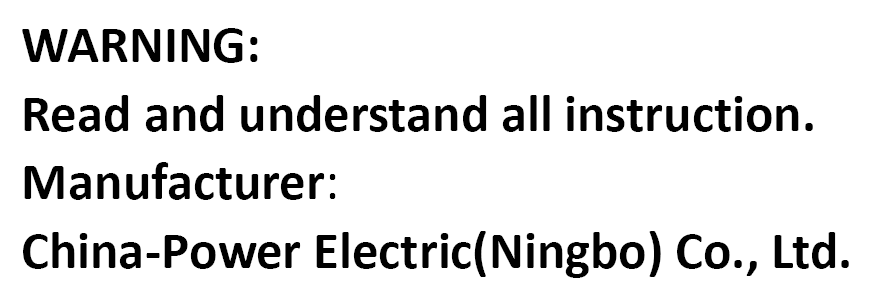 WARNING:
Read and understand all instruction.
Manufacturer:
China-Power Electric(Ningbo) Co., Ltd.